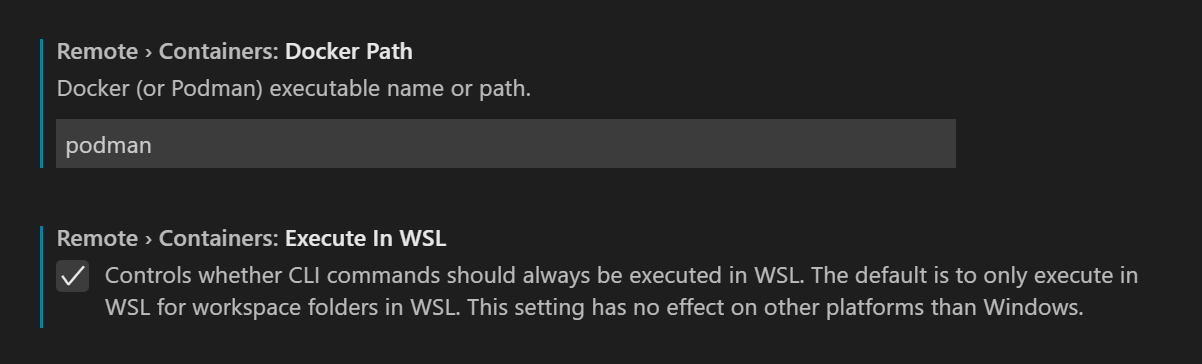 Remote › Containers: Docker Path
Docker (or Podman) executable name or path.
podman
Remote › Containers: Execute In WSL
Controls whether CLI commands should always be executed in WSL. The default is to only execute in
WSL for workspace folders in WSL. This setting has no effect on other platforms than Windows.